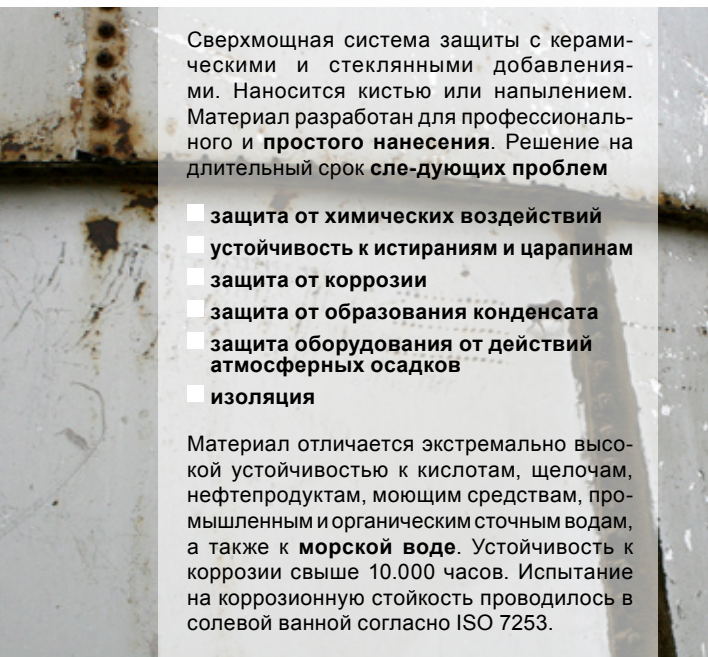 Сверхмощная система защиты с керами-
ческими и стеклянными добавления-
ми. Наносится кистью или напылением.
Материал разработан для профессиональ-
ного и простого нанесения. Решение на
длительный срок сле-дующих проблем
защита от химических воздействий
устойчивость к истираниям и царапинам
защита от коррозии
защита от образования конденсата
защита оборудования от действий
атмосферных осадков
изоляция
Материал отличается экстремально высо-
кой устойчивостью к кислотам, щелочам,
нефтепродуктам, моющим средствам, про-
мышленным и органическим сточным водам,
а также к морской воде. Устойчивость к
коррозии свыше 10.000 часов. Испытание
на коррозионную стойкость проводилось в
солевой ванной согласно ISO 7253.